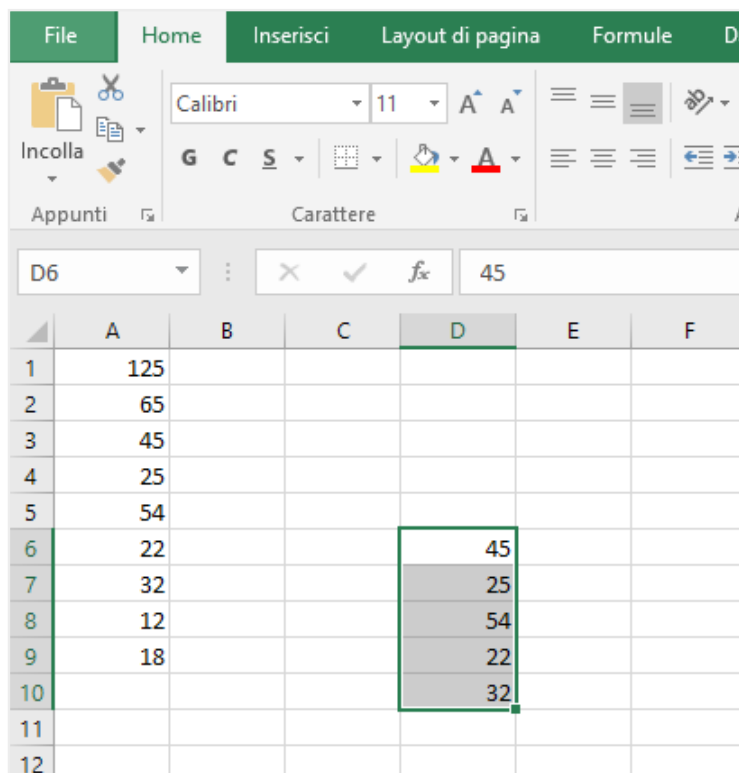 File Home Inserisci Layout di pagina Formule D
Calibri 11 A A
Incolla
G C S A
Appunti Carattere
D6 fx 45
A B C D E F
1 125
2 65
3 45
4 25
5 54
6 22 45
7 32 25
8 12 54
9 18 22
10 32
11
12